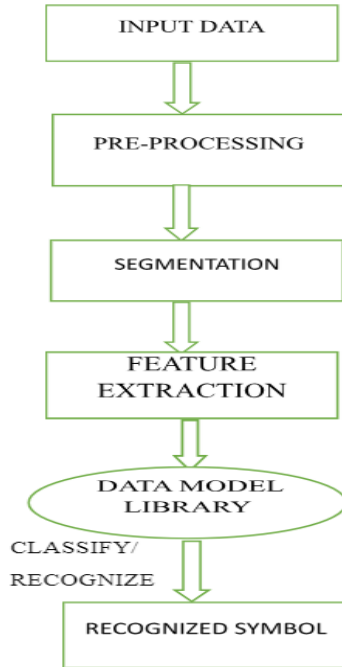 INPUT DATA
PRE-PROCESSING
SEGMENTATION
FEATURE
EXTRACTION
DATA MODEL
LIBRARY
CLASSIFY/
RECOGNIZE
RECOGNIZED SYMBOL